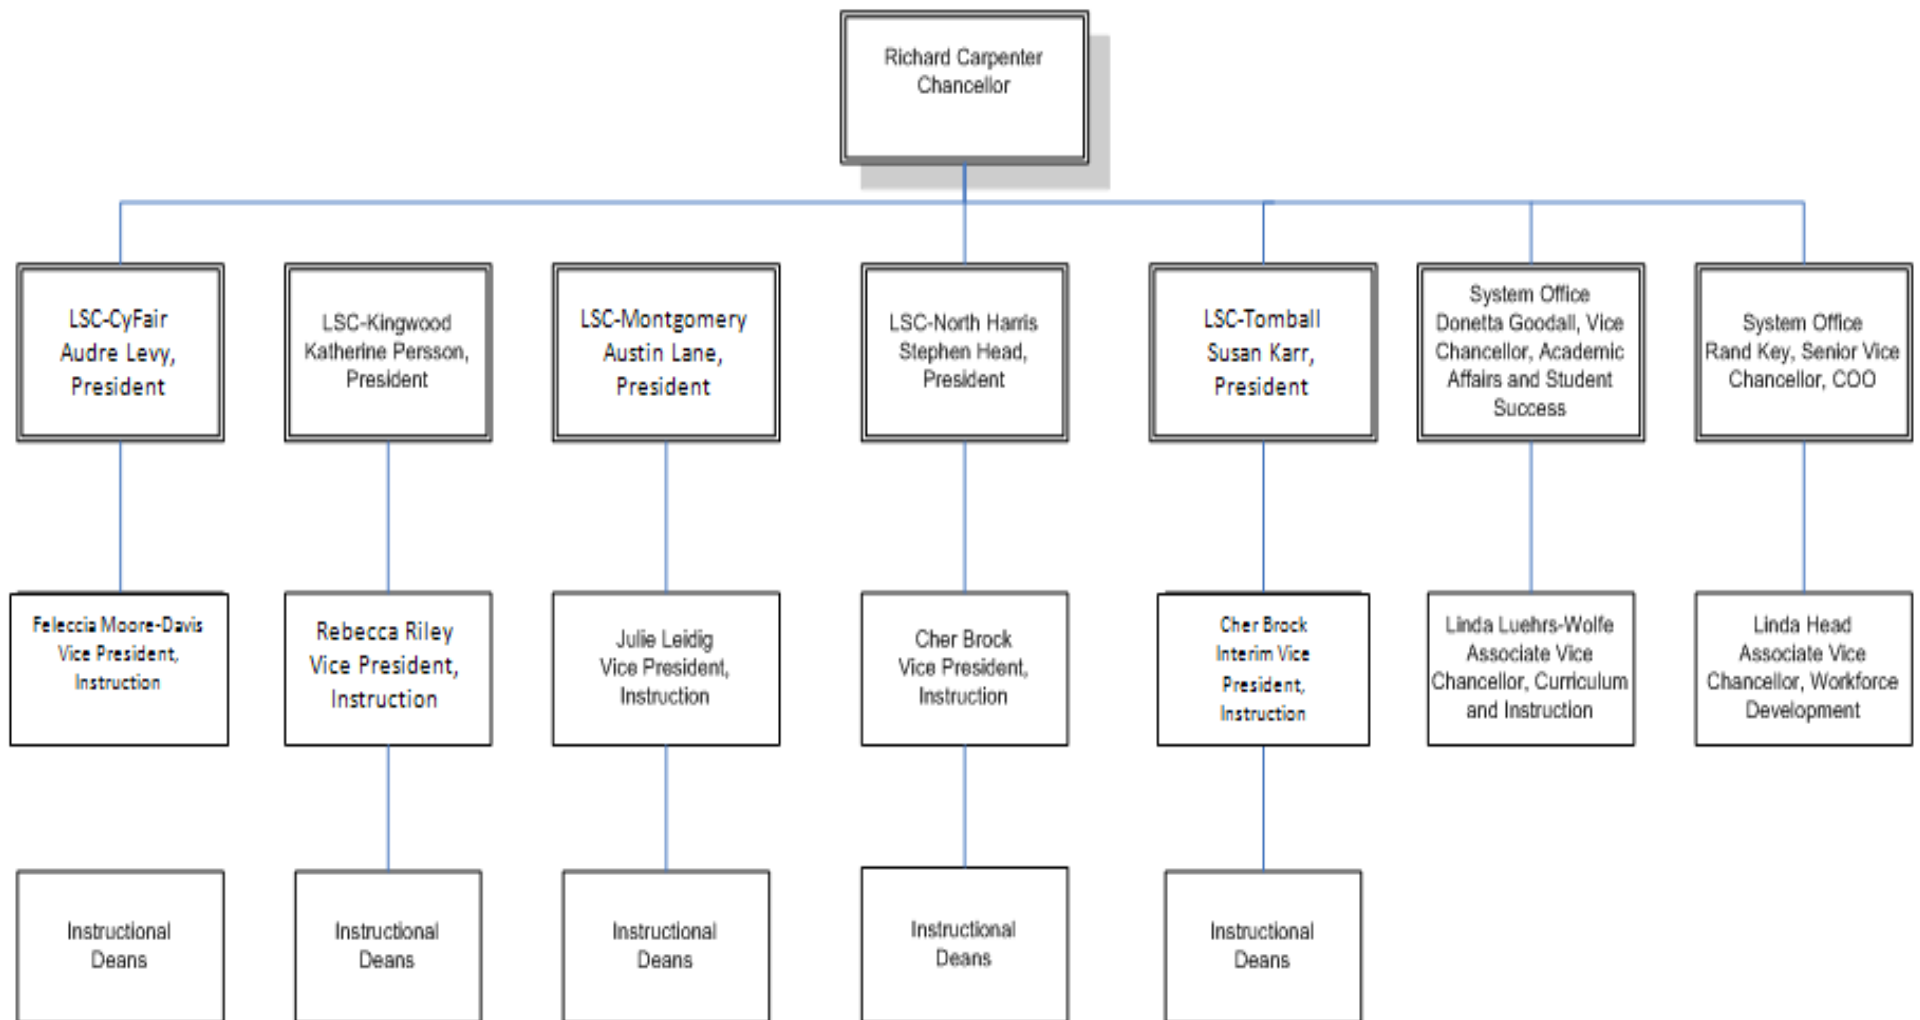 Richard Carpenter
Chancellor
LSC-CyFair
Audre Levy,
President
LSC-Kingwood
Katherine Persson,
President
LSC-Montgomery
Austin Lane,
President
LSC-North Harris
Stephen Head,
President
LSC-Tomball
Susan Karr,
President
System Office
Donetta Goodall, Vice
Chancellor, Academic
Affairs and Student
Success
System Office
Rand Key, Senior Vice
Chancellor, COO
Feleccia Moore-Davis
Vice President,
Instruction
Rebecca Riley
Vice President,
Instruction
Julie Leidig
Vice President,
Instruction
Cher Brock
Vice President,
Instruction
Cher Brock
Interim Vice
President,
Instruction
Linda Luehrs-Wolfe
Associate Vice
Chancellor, Curriculum
and Instruction
Linda Head
Associate Vice
Chancellor, Workforce
Development
Instructional
Deans
Instructional
Deans
Instructional
Deans
Instructional
Deans
Instructional
Deans